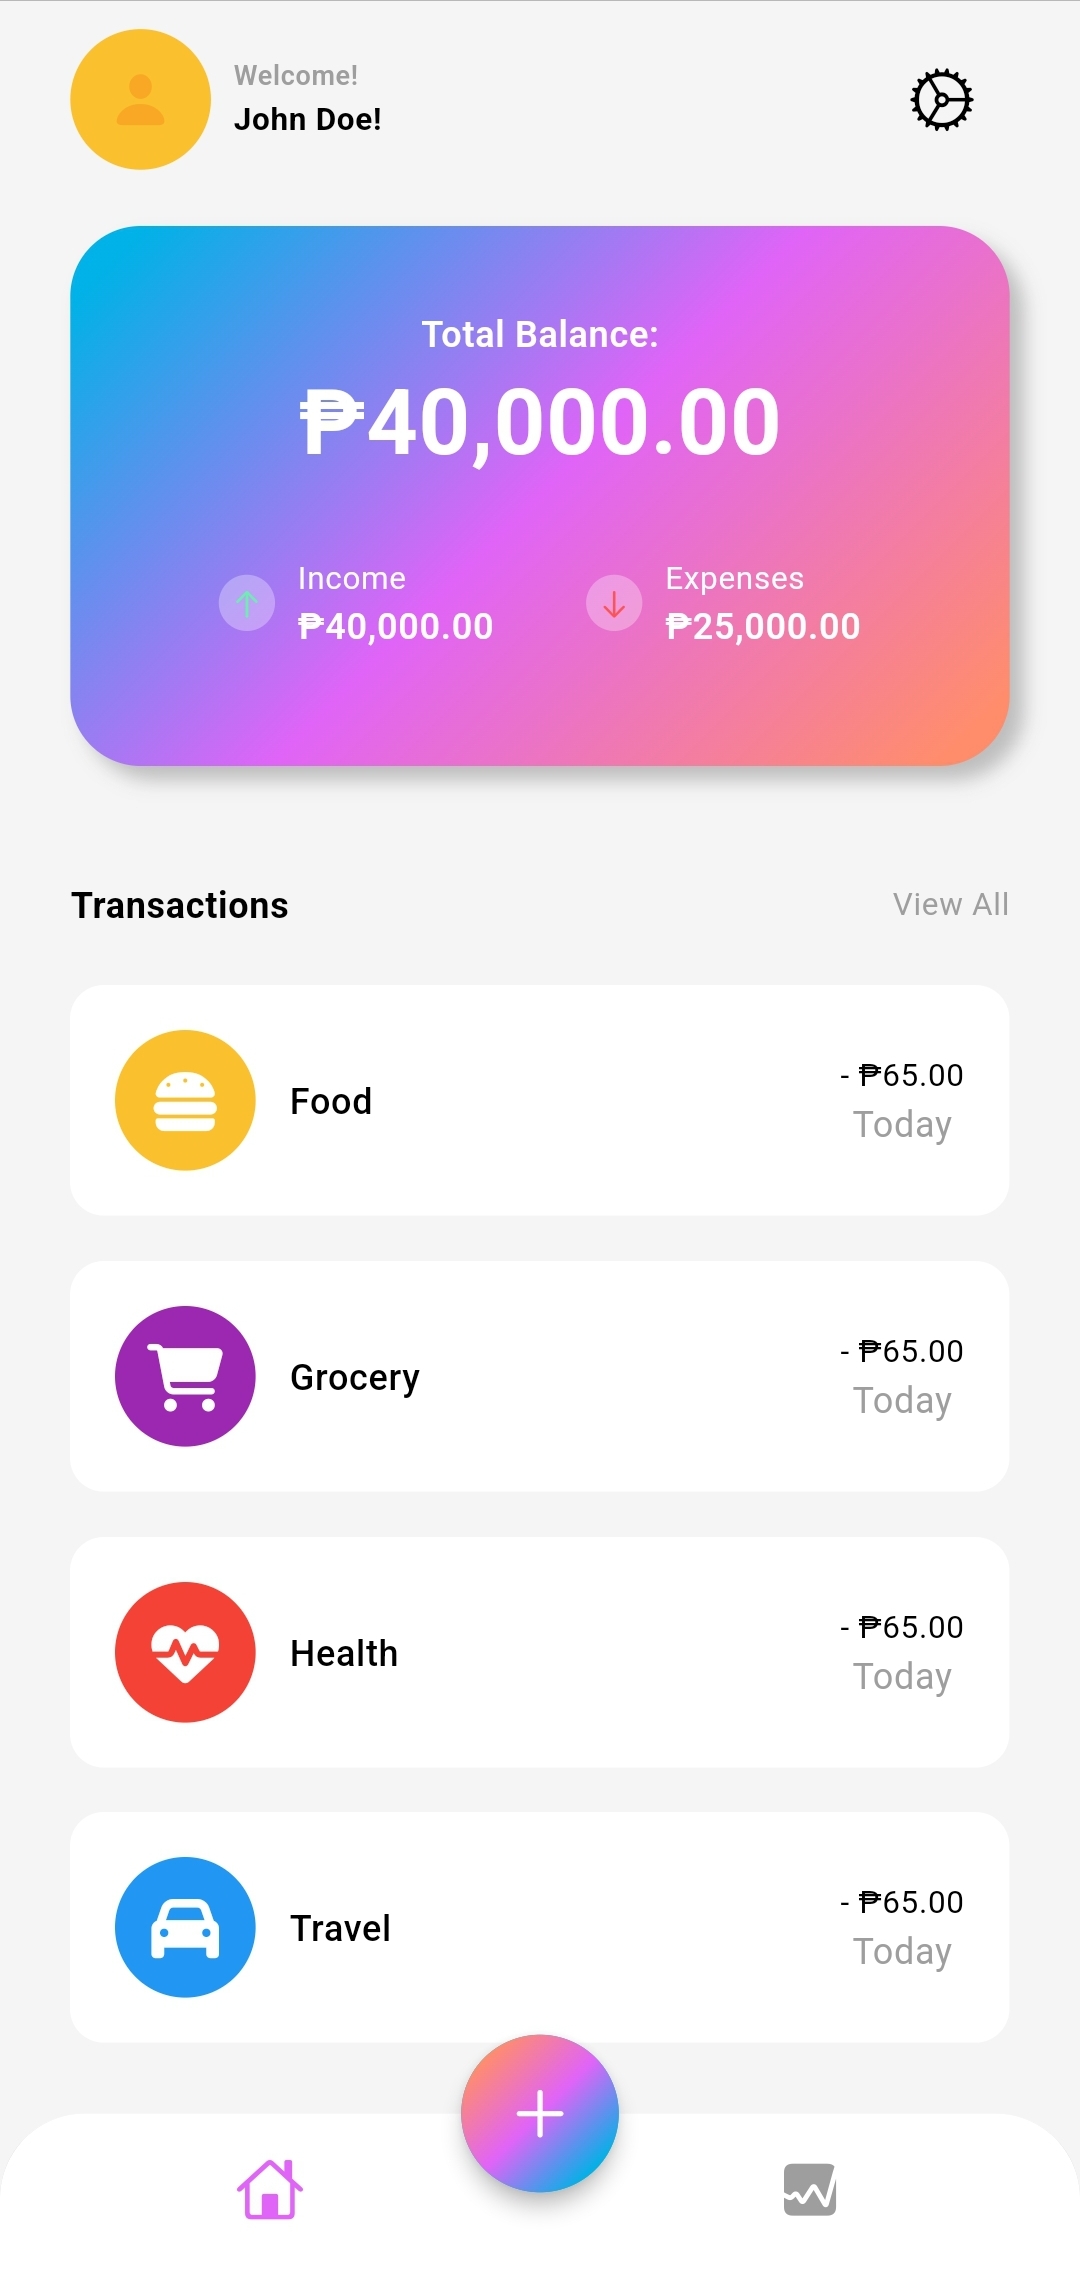 Welcome!
John Doe!
Total Balance:
₱40,000.00
Income
₱40,000.00
Expenses
₱25,000.00
Transactions
View All
Food
- ₱65.00
Today
Grocery
- ₱65.00
Today
Health
- ₱65.00
Today
Travel
- ₱65.00
Today